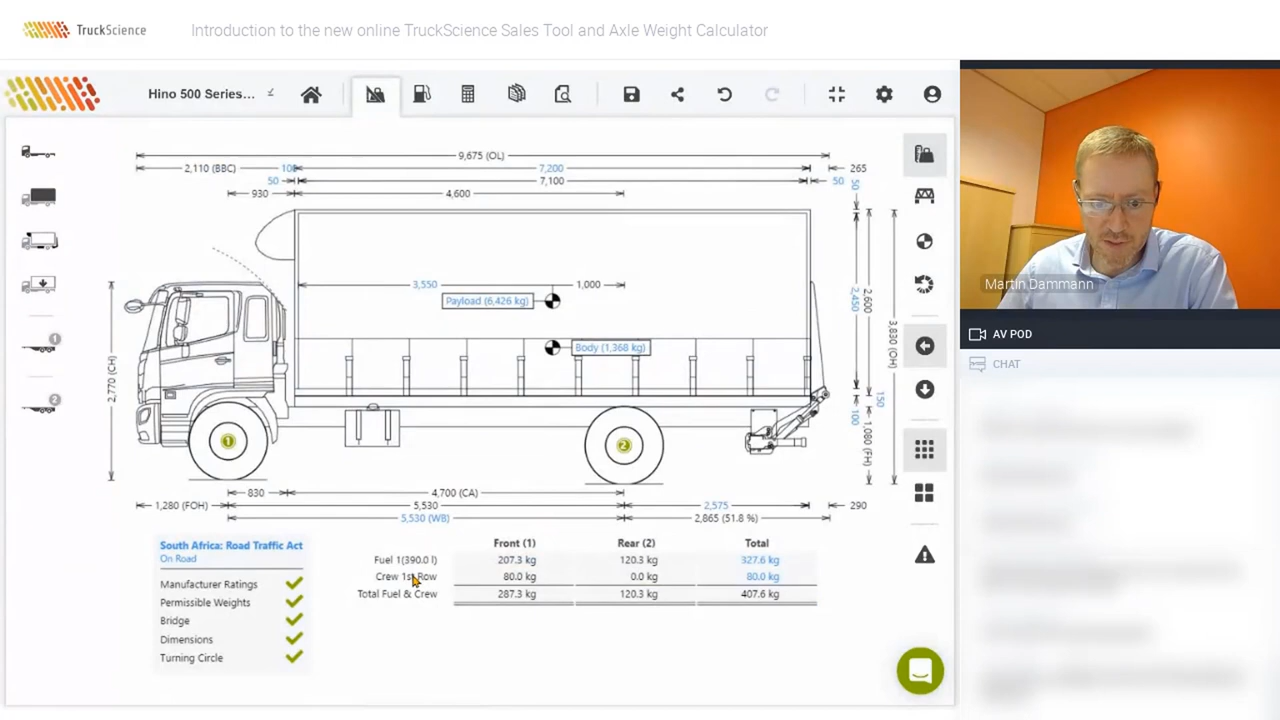 TruckScience
Introduction to the new online TruckScience Sales Tool and Axle Weight Calculator
Hino 500 Series...
9,675 (OL)
2,110 (BBC)
100
7,200
265
50
7,100
50
50
930
4,600
3,550
1,000
Payload (6,426 kg)
Body (1,368 kg)
2,770 (CH)
2,450
2,600
3,830 (OH)
100
150
1,080 (FH)
1
2
1
2
830
4,700 (CA)
1,280 (FOH)
5,530
2,575
290
5,530 (WB)
2,865 (51.8 %)
South Africa: Road Traffic Act
On Road
Manufacturer Ratings
Permissible Weights
Bridge
Dimensions
Turning Circle
Front (1) Rear (2) Total
Fuel 1(390.0 l) 207.3 kg 120.3 kg 327.6 kg
Crew 1st Row 80.0 kg 0.0 kg 80.0 kg
Total Fuel & Crew 287.3 kg 120.3 kg 407.6 kg
Martin Dammann
AV POD
CHAT